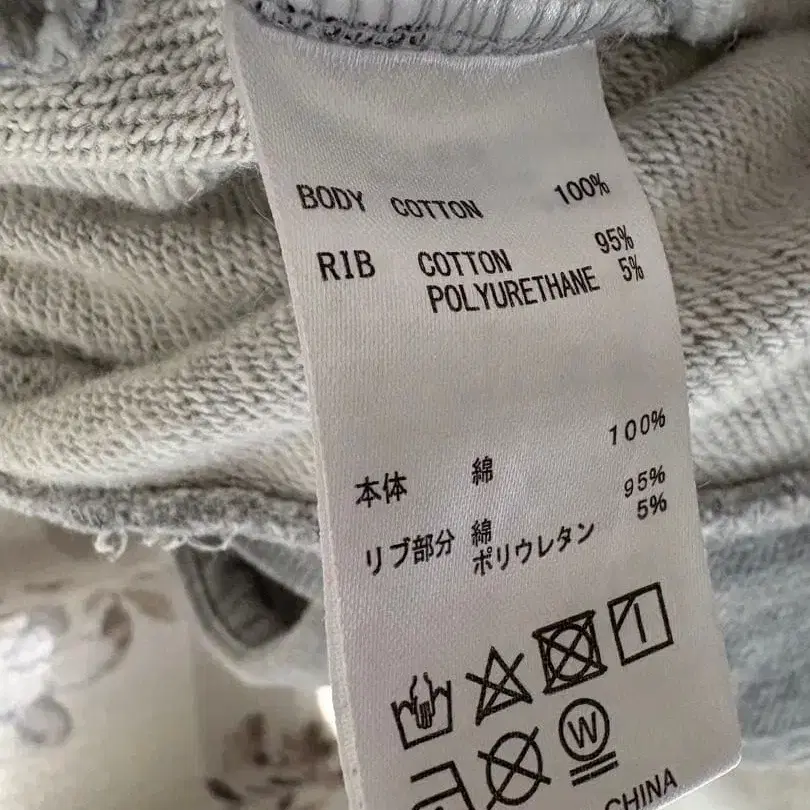 BODY COTTON 100%
RIB COTTON 95%
POLYURETHANE 5%
本体 綿 100%
リブ部分 綿 95%
ポリウレタン 5%
W
CHINA